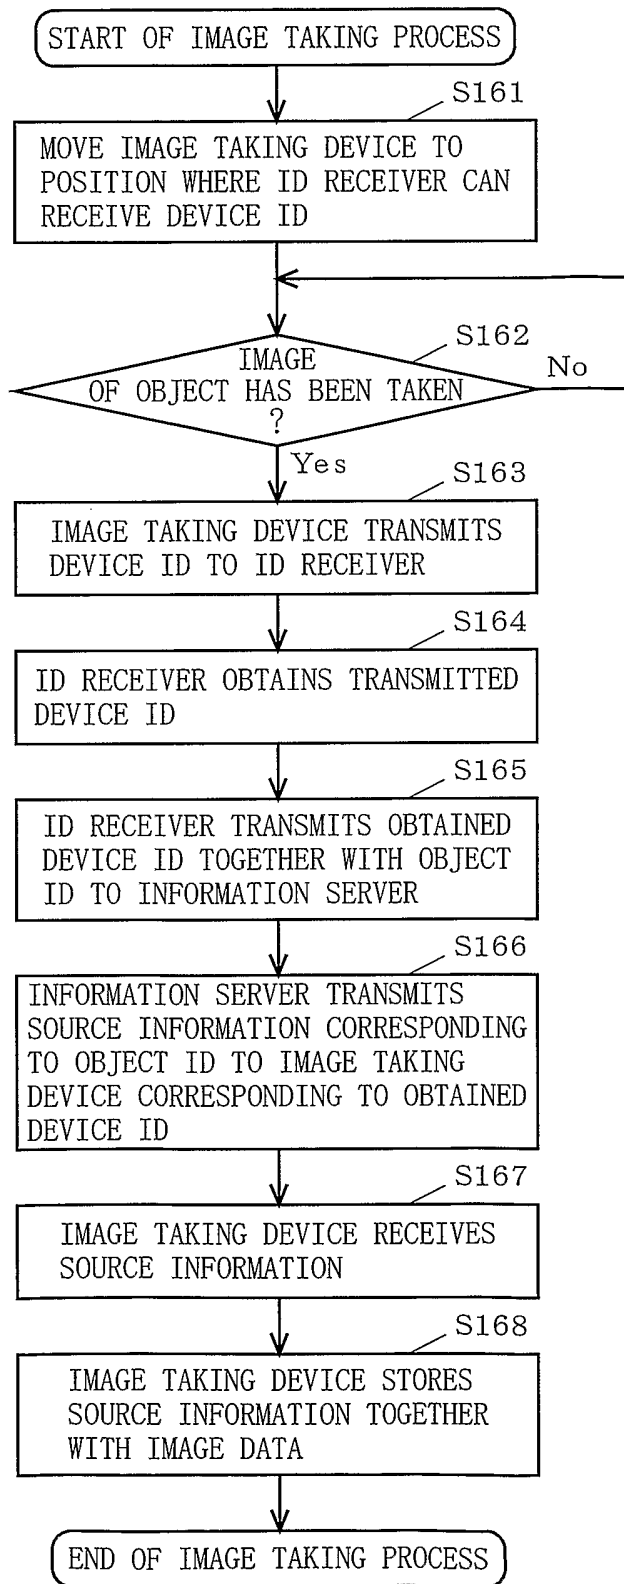 START OF IMAGE TAKING PROCESS
S161
MOVE IMAGE TAKING DEVICE TO
POSITION WHERE ID RECEIVER CAN
RECEIVE DEVICE ID
S162
IMAGE
OF OBJECT HAS BEEN TAKEN
?
No
Yes
S163
IMAGE TAKING DEVICE TRANSMITS
DEVICE ID TO ID RECEIVER
S164
ID RECEIVER OBTAINS TRANSMITTED
DEVICE ID
S165
ID RECEIVER TRANSMITS OBTAINED
DEVICE ID TOGETHER WITH OBJECT
ID TO INFORMATION SERVER
S166
INFORMATION SERVER TRANSMITS
SOURCE INFORMATION CORRESPONDING
TO OBJECT ID TO IMAGE TAKING
DEVICE CORRESPONDING TO OBTAINED
DEVICE ID
S167
IMAGE TAKING DEVICE RECEIVES
SOURCE INFORMATION
S168
IMAGE TAKING DEVICE STORES
SOURCE INFORMATION TOGETHER
WITH IMAGE DATA
END OF IMAGE TAKING PROCESS